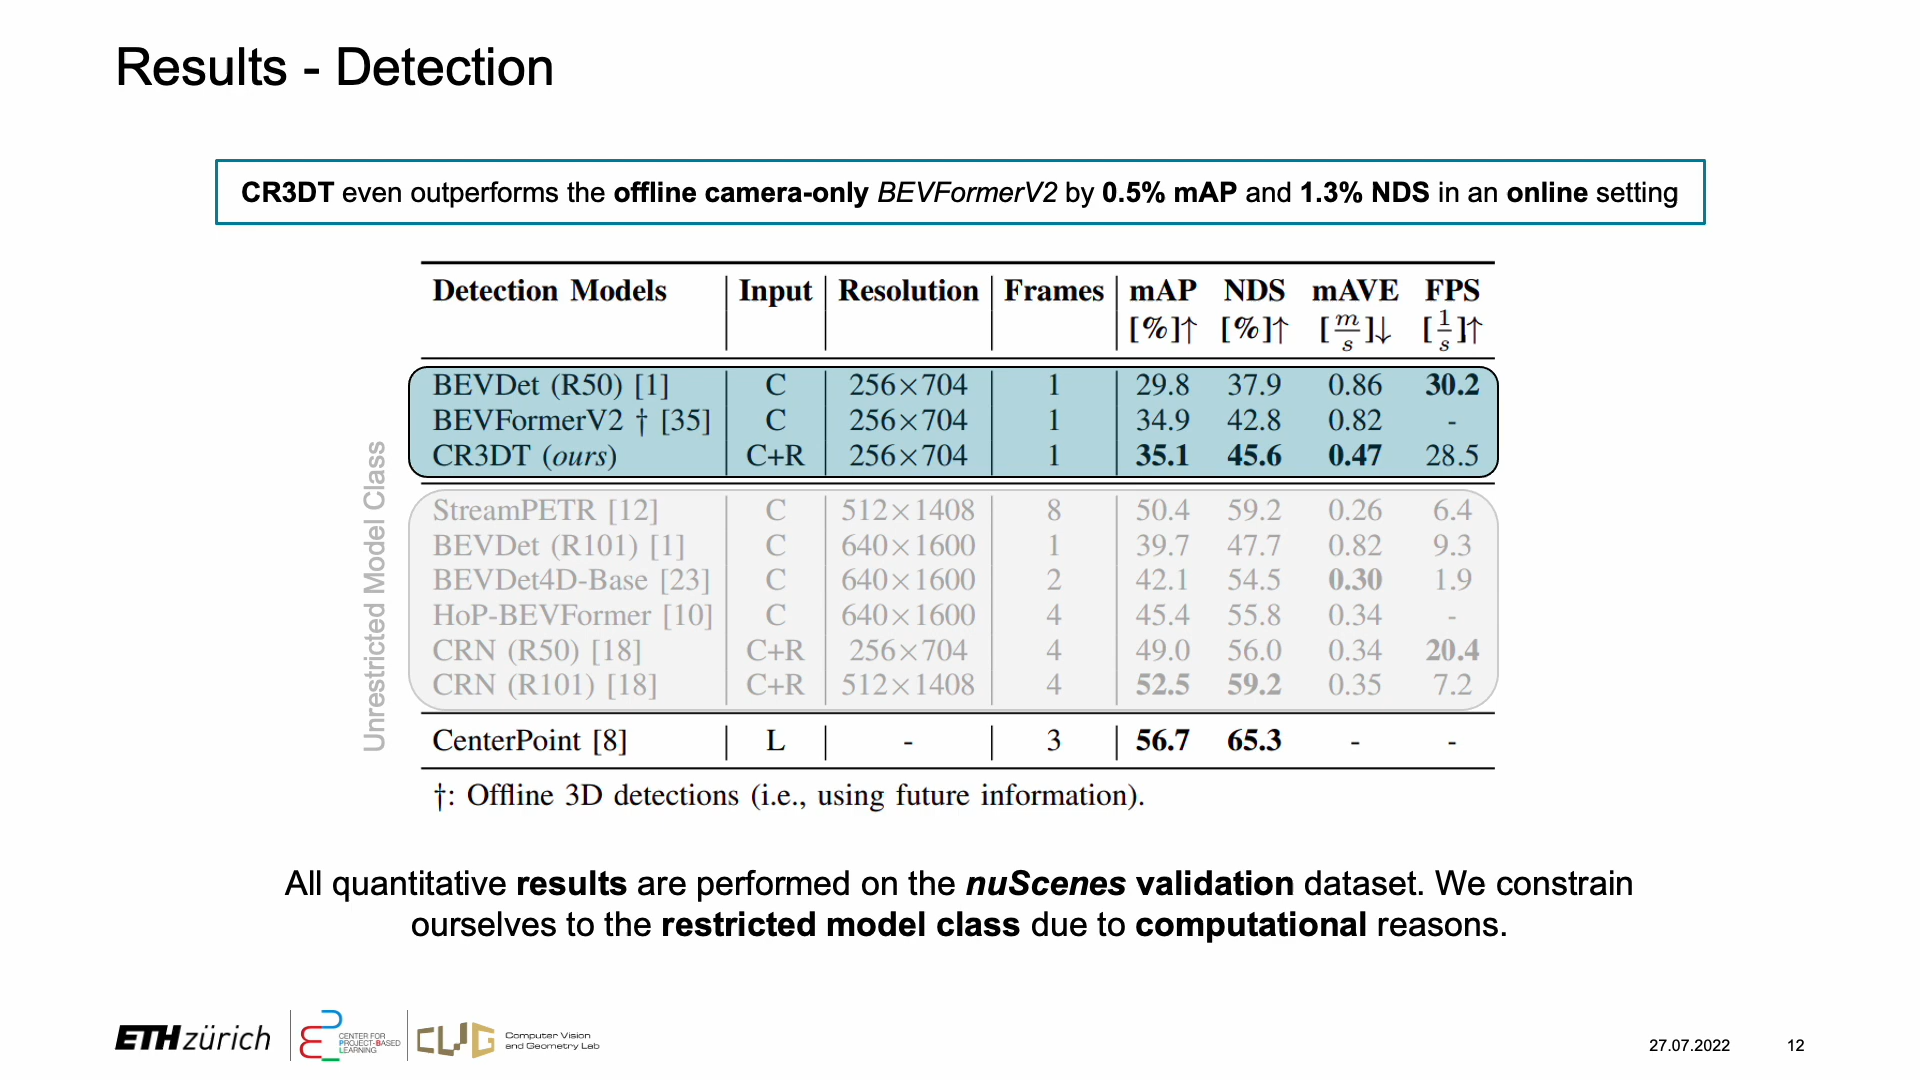 Results - Detection
CR3DT even outperforms the offline camera-only BEVFormerV2 by 0.5% mAP and 1.3% NDS in an online setting
Detection Models | Input | Resolution | Frames | mAP NDS mAVE FPS
[%]↑ [%]↑ [m/s]↓ [1/s]↑
BEVDet (R50) [1] C 256×704 1 29.8 37.9 0.86 30.2
BEVFormerV2 † [35] C 256×704 1 34.9 42.8 0.82 -
CR3DT (ours) C+R 256×704 1 35.1 45.6 0.47 28.5
Unrestricted Model Class
StreamPETR [12] C 512×1408 8 50.4 59.2 0.26 6.4
BEVDet (R101) [1] C 640×1600 1 39.7 47.7 0.82 9.3
BEVDet4D-Base [23] C 640×1600 2 42.1 54.5 0.30 1.9
HoP-BEVFormer [10] C 640×1600 4 45.4 55.8 0.34 -
CRN (R50) [18] C+R 256×704 4 49.0 56.0 0.34 20.4
CRN (R101) [18] C+R 512×1408 4 52.5 59.2 0.35 7.2
CenterPoint [8] L - 3 56.7 65.3 - -
†: Offline 3D detections (i.e., using future information).
All quantitative results are performed on the nuScenes validation dataset. We constrain
ourselves to the restricted model class due to computational reasons.
ETH zürich
CENTER FOR
PROJECT-BASED
LEARNING
CVG
Computer Vision
and Geometry Lab
27.07.2022
12